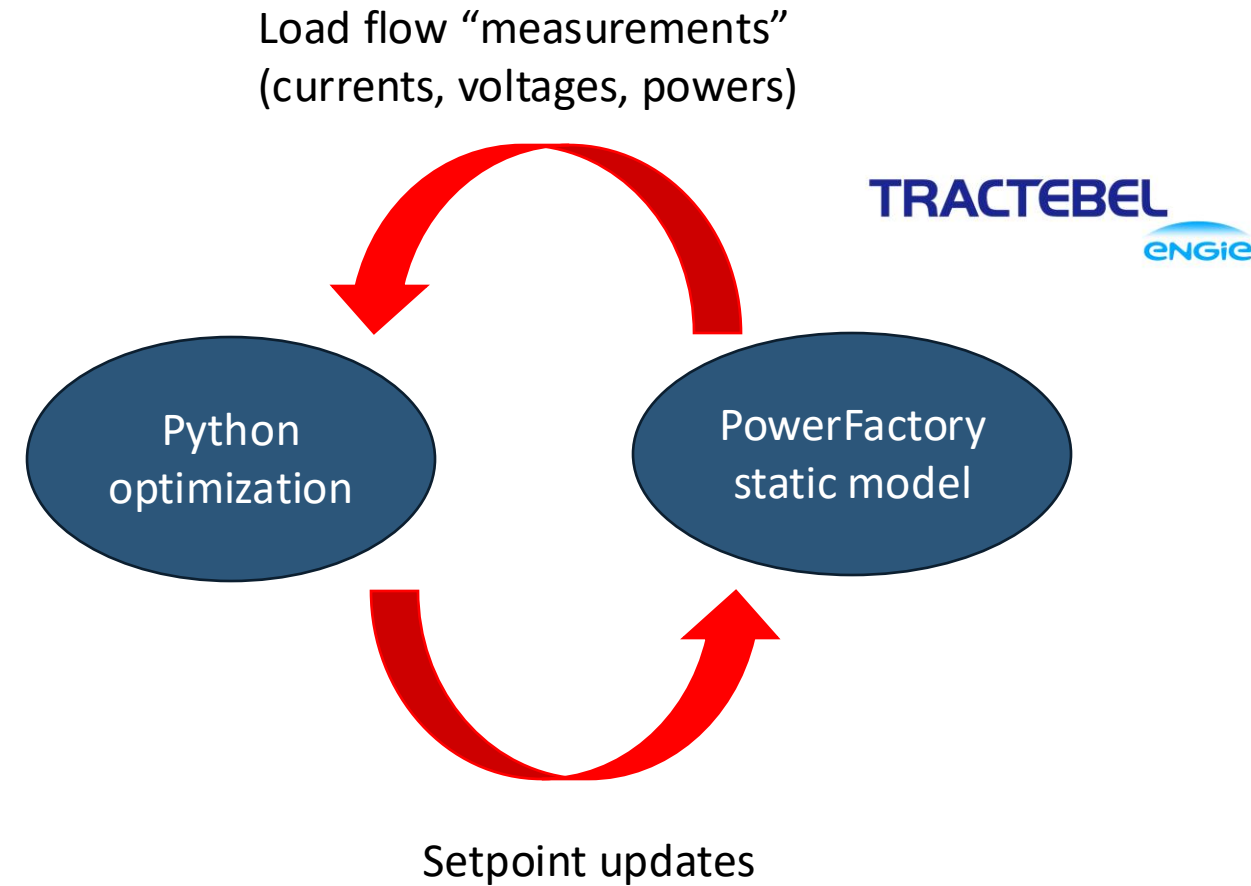 Load flow “measurements”
(currents, voltages, powers)
TRACTEBEL
ENGIE
Python
optimization
PowerFactory
static model
Setpoint updates